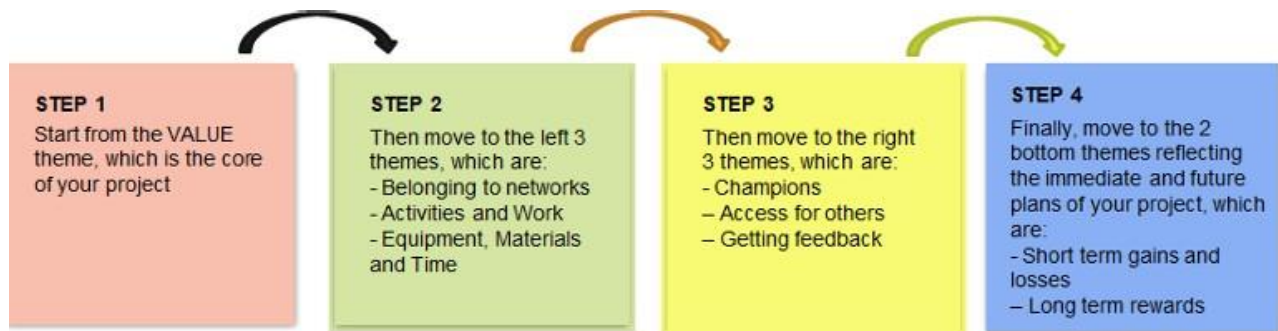 STEP 1
Start from the VALUE
theme, which is the core
of your project
STEP 2
Then move to the left 3
themes, which are:
- Belonging to networks
- Activities and Work
- Equipment, Materials
and Time
STEP 3
Then move to the right
3 themes, which are:
- Champions
– Access for others
– Getting feedback
STEP 4
Finally, move to the 2
bottom themes reflecting
the immediate and future
plans of your project, which
are:
- Short term gains and
losses
– Long term rewards